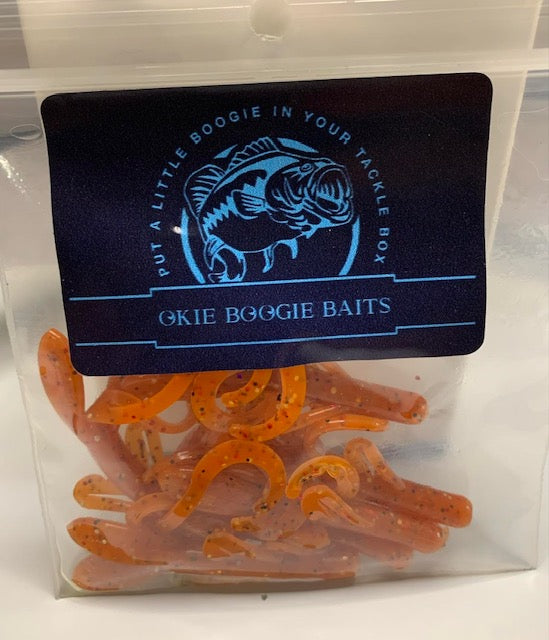 PUT A LITTLE BOOGIE IN YOUR TACKLE BOX
OKIE BOOGIE BAITS